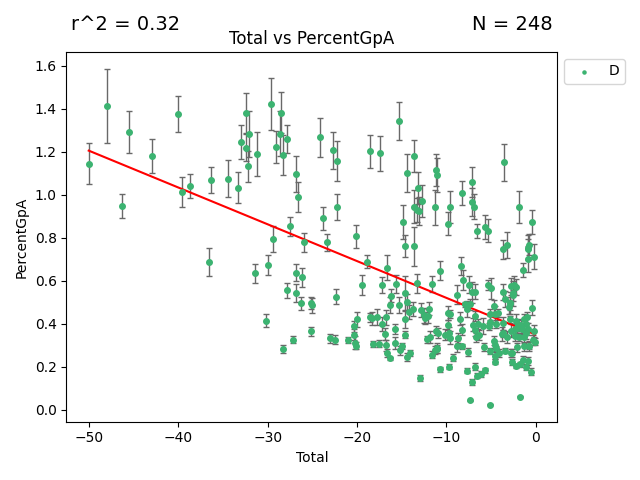 r^2 = 0.32
N = 248
Total vs PercentGpA
D
PercentGpA
1.6
1.4
1.2
1.0
0.8
0.6
0.4
0.2
0.0
−50
−40
−30
−20
−10
0
Total